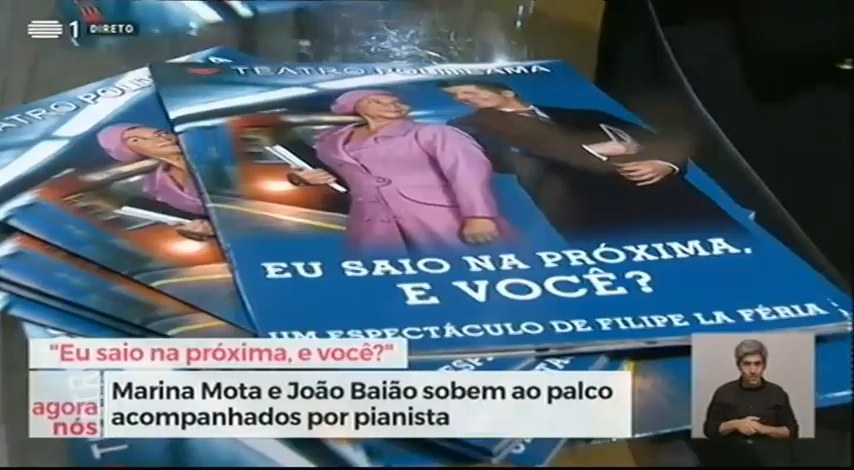 1 DIRETO
TEATRO POLITEAMA
TEATRO
EU SAIO NA PRÓXIMA,
E VOCÊ?
UM ESPECTÁCULO DE FILIPE LA FÉRIA
"Eu saio na próxima, e você?"
agora
nós
Marina Mota e João Baião sobem ao palco
acompanhados por pianista